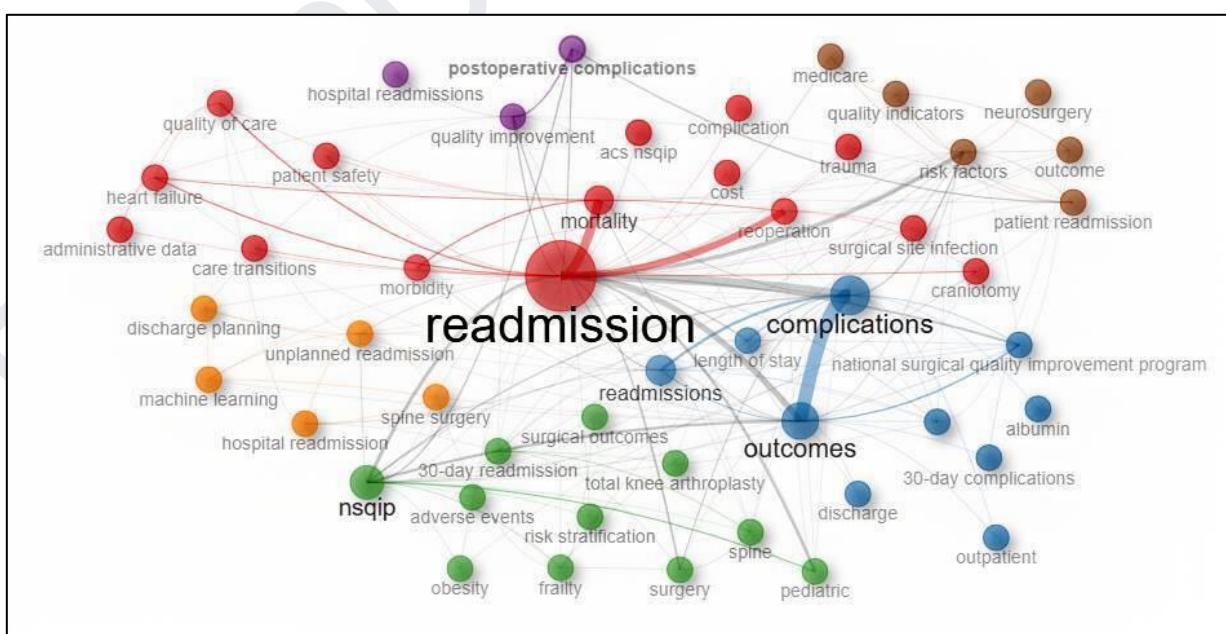 postoperative complications
medicare
hospital readmissions
quality indicators
neurosurgery
quality of care
quality improvement
complication
acs nsqip
trauma
risk factors
outcome
patient safety
heart failure
cost
mortality
reoperation
patient readmission
administrative data
care transitions
surgical site infection
morbidity
craniotomy
readmission
complications
discharge planning
unplanned readmission
length of stay
national surgical quality improvement program
readmissions
machine learning
spine surgery
hospital readmission
surgical outcomes
albumin
outcomes
30-day readmission
total knee arthroplasty
30-day complications
nsqip
adverse events
discharge
risk stratification
spine
outpatient
obesity
frailty
surgery
pediatric